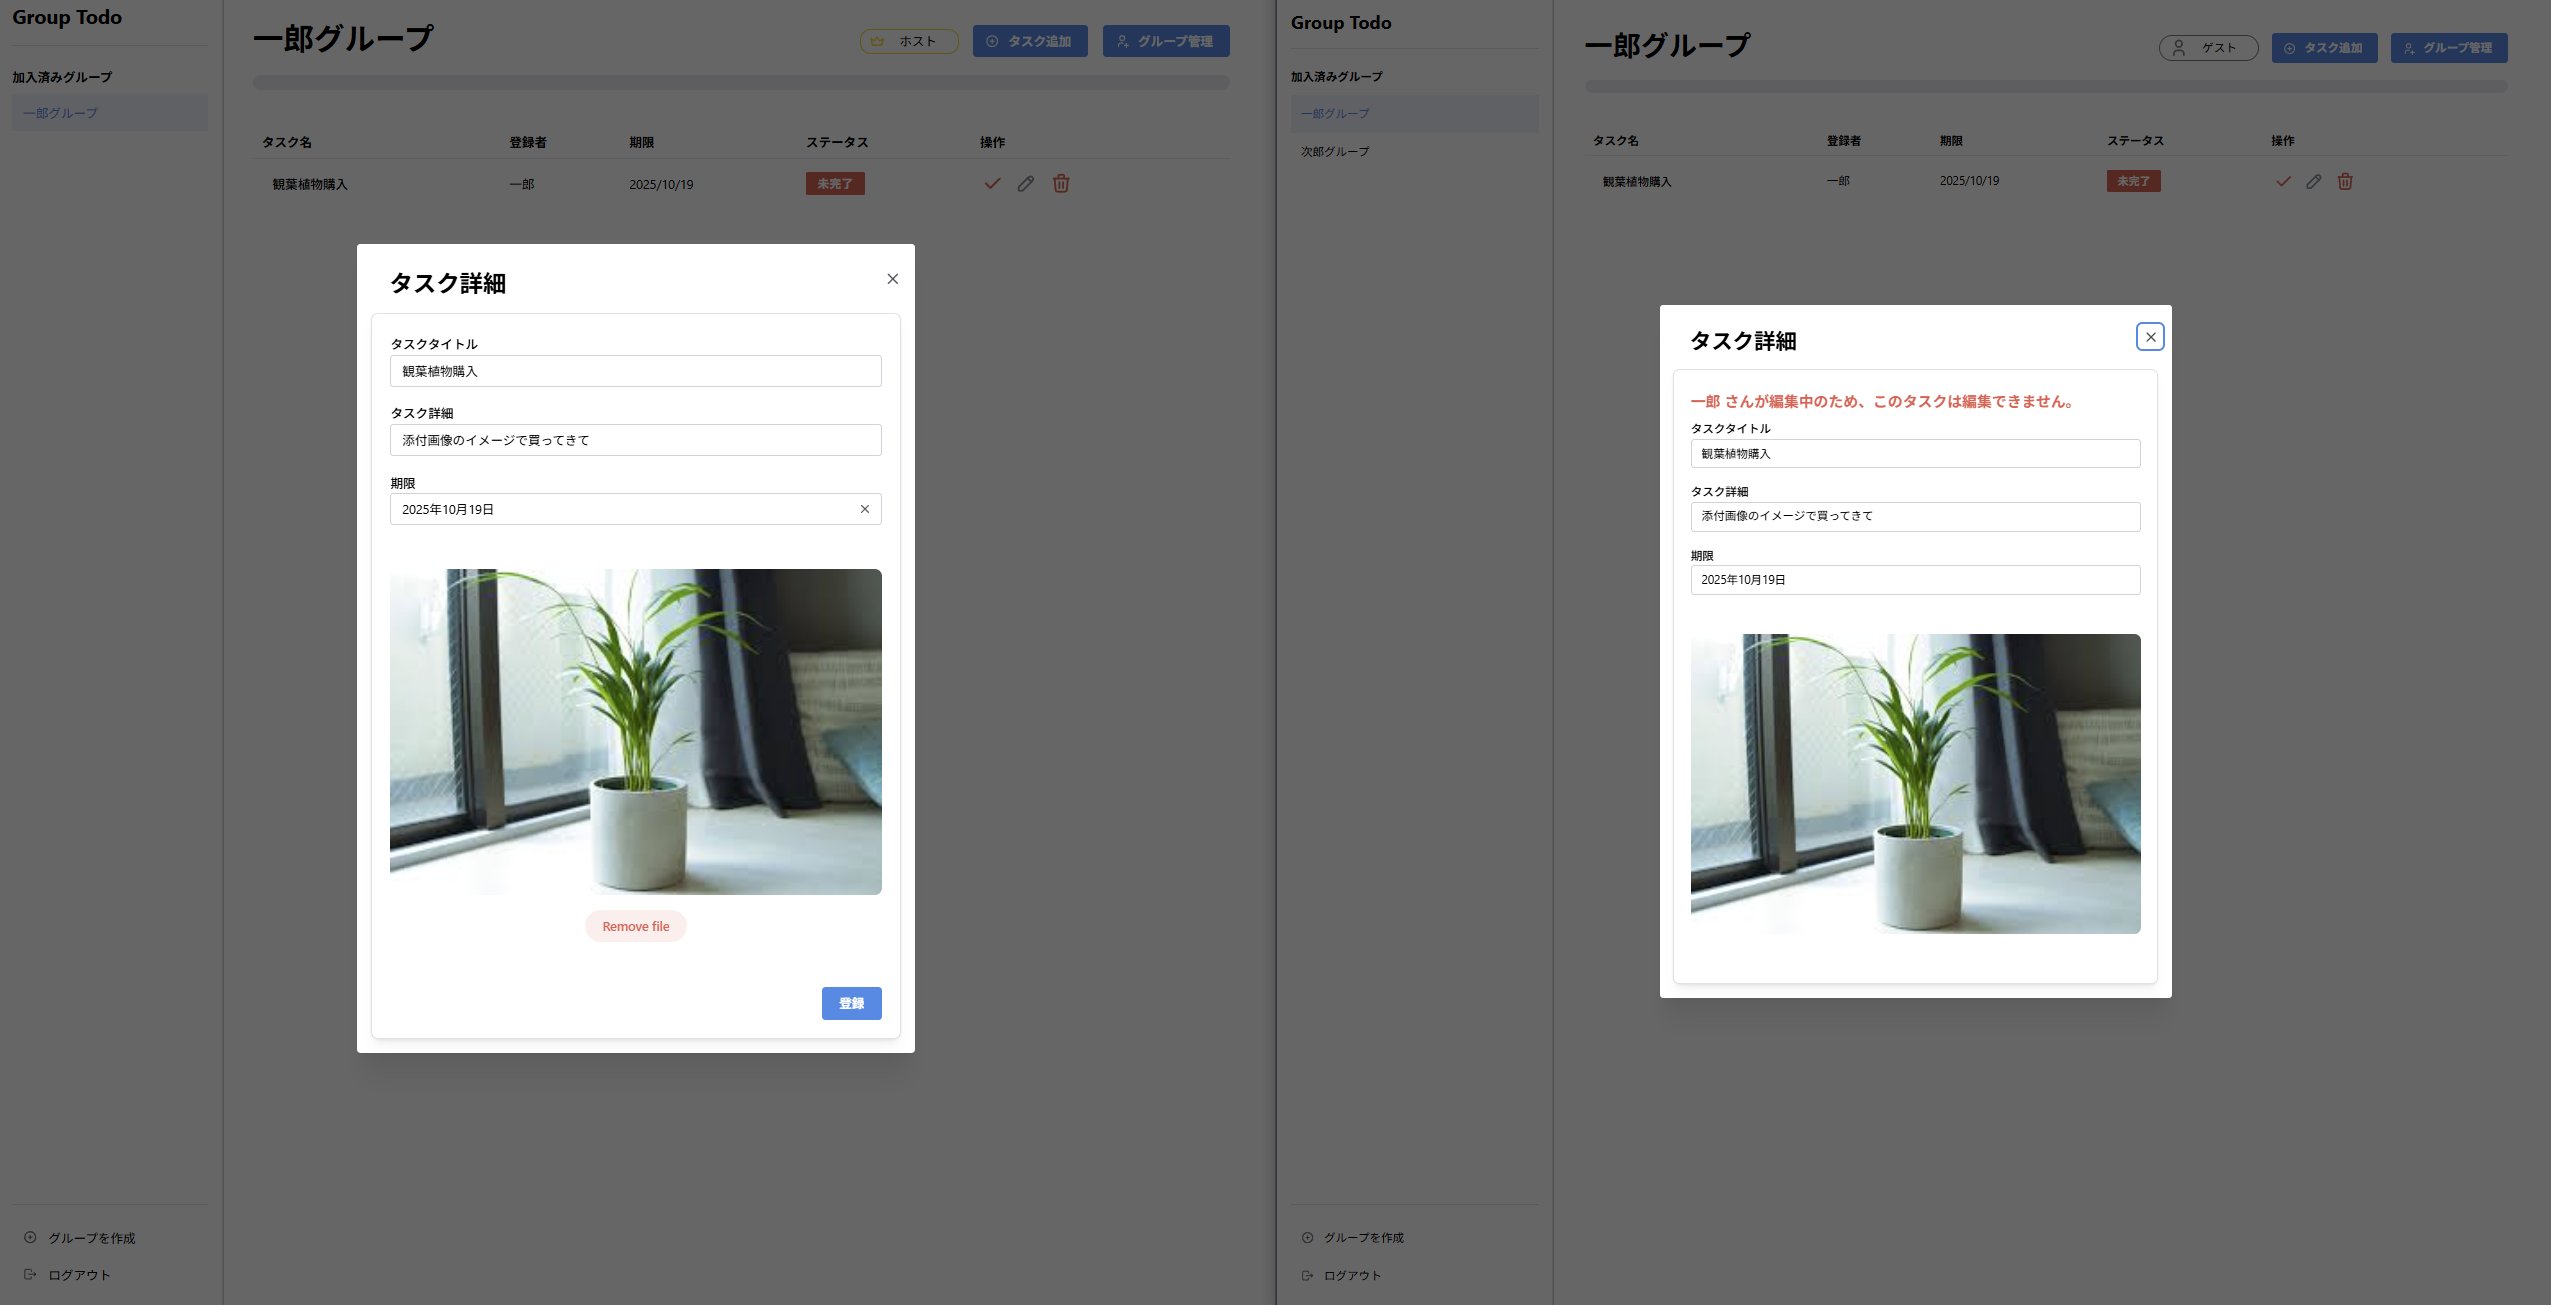 Group Todo
加入済みグループ
一郎グループ
グループを作成
ログアウト
一郎グループ
ホスト
タスク追加
グループ管理
タスク名 登録者 期限 ステータス 操作
観葉植物購入 一郎 2025/10/19 未完了
タスク詳細
タスクタイトル
観葉植物購入
タスク詳細
添付画像のイメージで買ってきて
期限
2025年10月19日
Remove file
登録
Group Todo
加入済みグループ
一郎グループ
次郎グループ
グループを作成
ログアウト
一郎グループ
ゲスト
タスク追加
グループ管理
タスク名 登録者 期限 ステータス 操作
観葉植物購入 一郎 2025/10/19 未完了
タスク詳細
一郎 さんが編集中のため、このタスクは編集できません。
タスクタイトル
観葉植物購入
タスク詳細
添付画像のイメージで買ってきて
期限
2025年10月19日